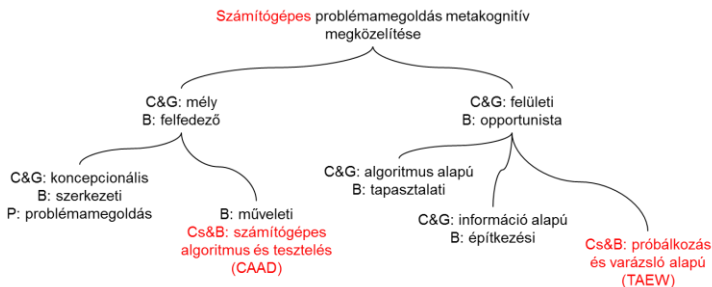 Számítógépes problémamegoldás metakognitív
megközelítése
C&G: mély
B: felfedező
C&G: felületi
B: opportunista
C&G: koncepcionális
B: szerkezeti
P: problémamegoldás
B: műveleti
Cs&B: számítógépes
algoritmus és tesztelés
(CAAD)
C&G: algoritmus alapú
B: tapasztalati
C&G: információ alapú
B: építkezési
Cs&B: próbálkozás
és varázsló alapú
(TAEW)